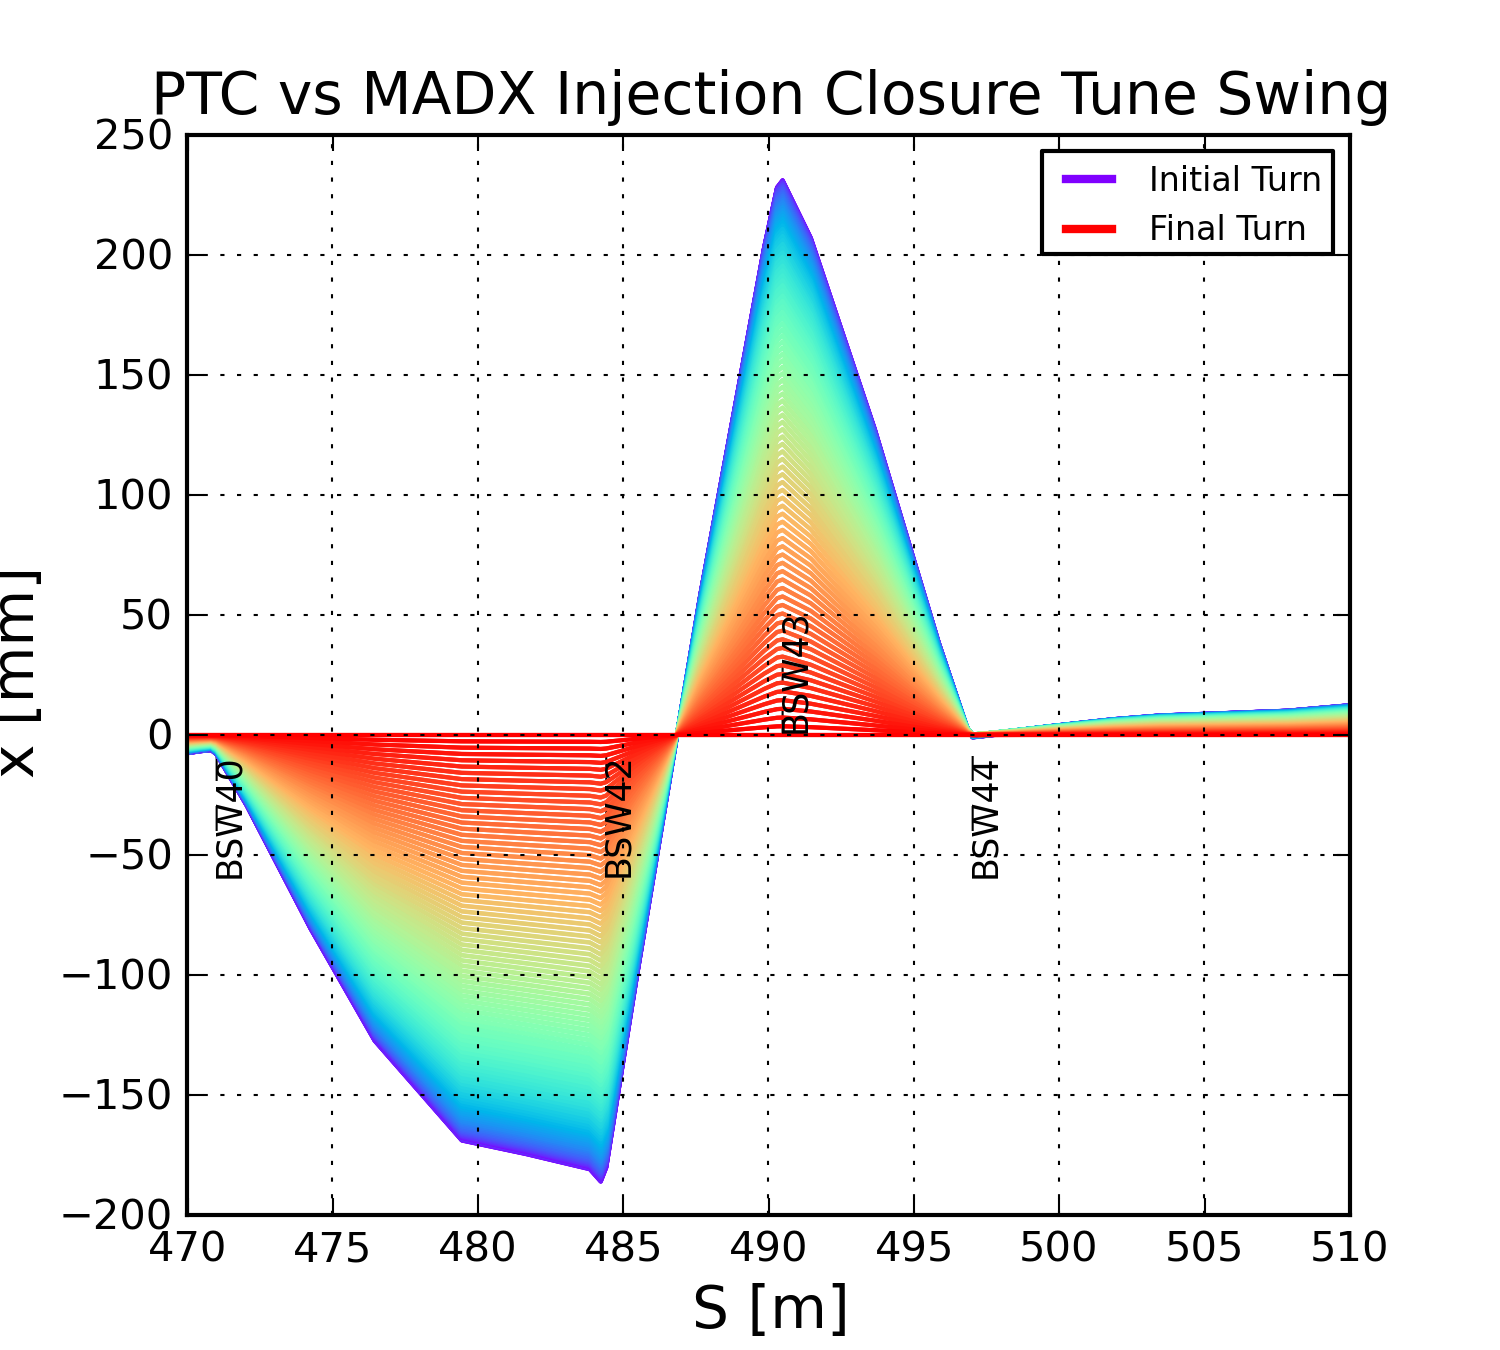 PTC vs MADX Injection Closure Tune Swing
250
200
150
100
50
0
−50
−100
−150
−200
x [mm]
Initial Turn
Final Turn
BSW40
BSW42
BSW43
BSW44
470 475 480 485 490 495 500 505 510
S [m]